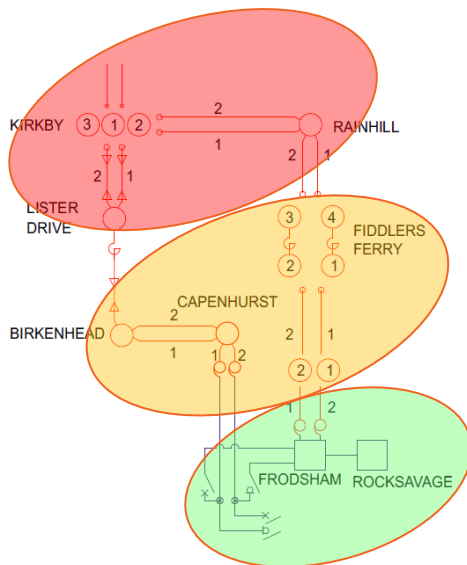 2
KIRKBY 3 1 2
RAINHILL
1
2 1 2 1
LISTER
DRIVE
3 4 FIDDLERS
FERRY
2 1
CAPENHURST
2
BIRKENHEAD
1 1 2
2 1
2 1
1 2
FRODSHAM ROCKSAVAGE